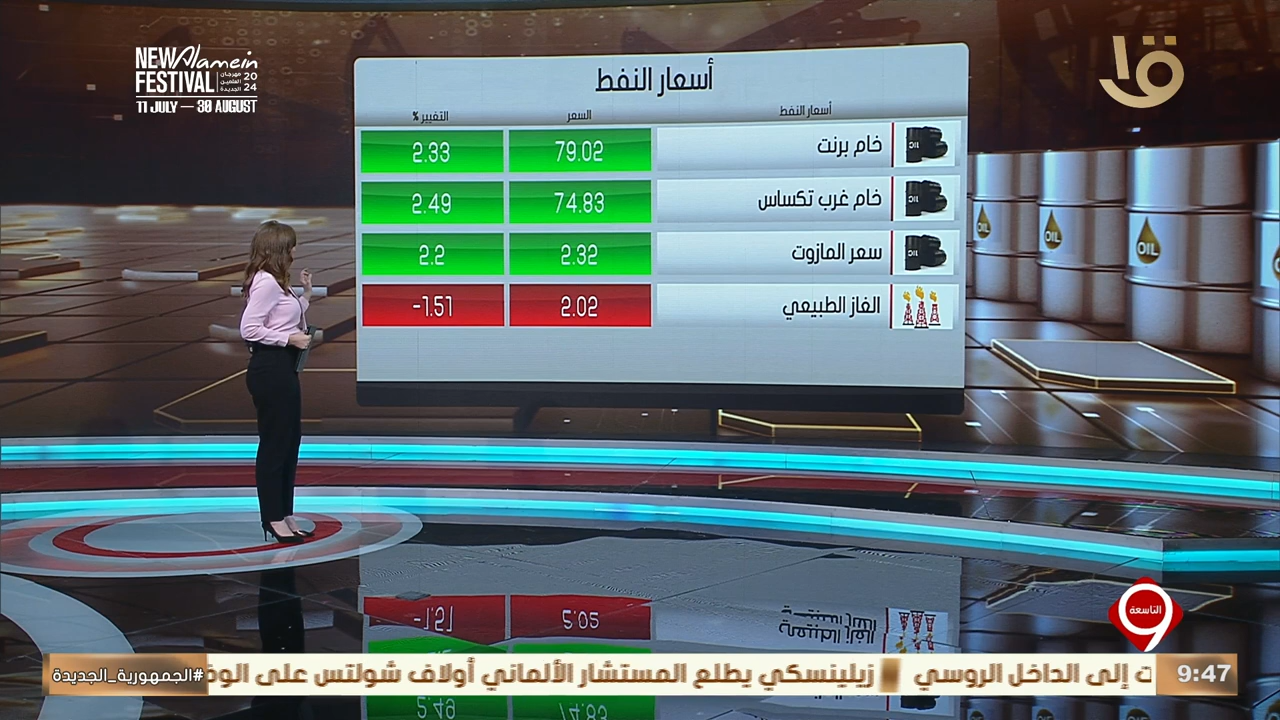 NEW Alamein
FESTIVAL مهرجان العلمين الجديدة 2024
11 JULY — 30 AUGUST
أسعار النفط
أسعار النفط السعر التغيير %
خام برنت 79.02 2.33
خام غرب تكساس 74.83 2.49
سعر المازوت 2.32 2.2
الغاز الطبيعي 2.02 -1.51
OIL
OIL
OIL
التاسعة
9
ت إلى الداخل الروسي زيلينسكي يطلع المستشار الألماني أولاف شولتس على
#الجمهورية_الجديدة
9:47